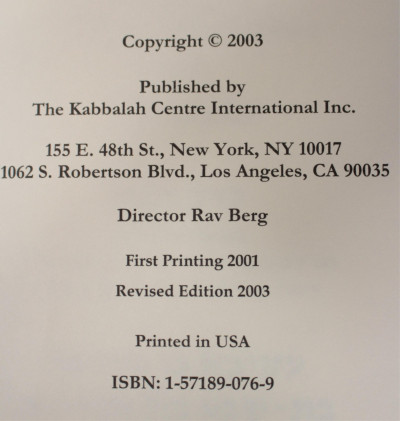 Copyright © 2003
Published by
The Kabbalah Centre International Inc.
155 E. 48th St., New York, NY 10017
1062 S. Robertson Blvd., Los Angeles, CA 90035
Director Rav Berg
First Printing 2001
Revised Edition 2003
Printed in USA
ISBN: 1-57189-076-9